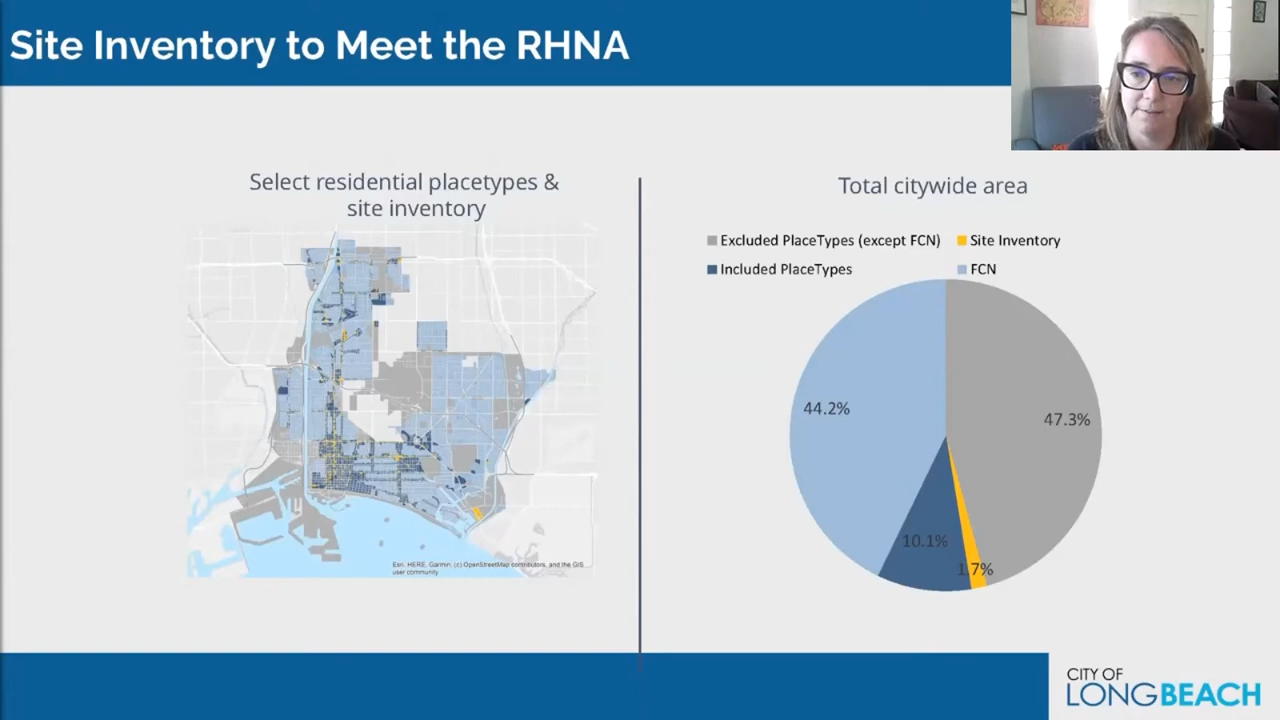 Site Inventory to Meet the RHNA
Select residential placetypes &
site inventory
Esri, HERE, Garmin, (c) OpenStreetMap contributors, and the GIS
user community
Total citywide area
Excluded PlaceTypes (except FCN)
Site Inventory
Included PlaceTypes
FCN
44.2%
47.3%
10.1%
1.7%
CITY OF
LONGBEACH